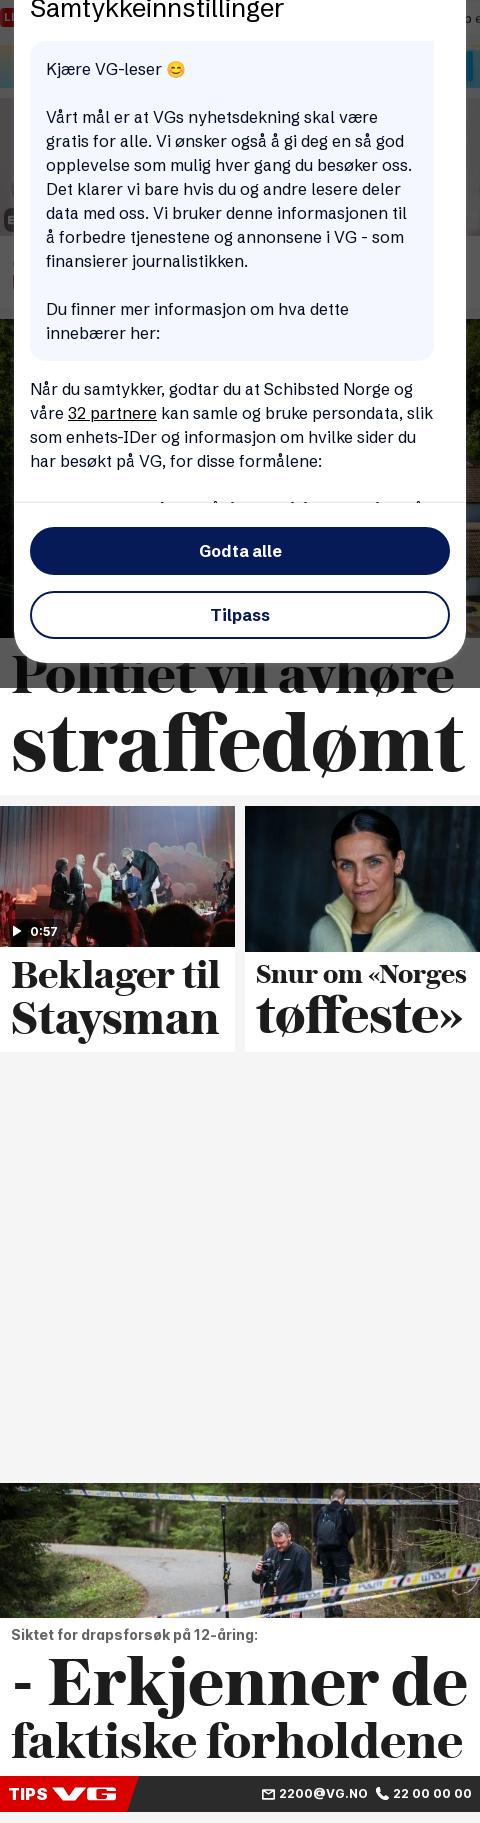 Samtykkeinnstillinger
Kjære VG-leser 😊
Vårt mål er at VGs nyhetsdekning skal være
gratis for alle. Vi ønsker også å gi deg en så god
opplevelse som mulig hver gang du besøker oss.
Det klarer vi bare hvis du og andre lesere deler
data med oss. Vi bruker denne informasjonen til
å forbedre tjenestene og annonsene i VG - som
finansierer journalistikken.
Du finner mer informasjon om hva dette
innebærer her:
Når du samtykker, godtar du at Schibsted Norge og
våre 32 partnere kan samle og bruke persondata, slik
som enhets-IDer og informasjon om hvilke sider du
har besøkt på VG, for disse formålene:
Godta alle
Tilpass
Politiet vil avhøre
straffedømt
0:57
Beklager til
Staysman
Snur om «Norges
tøffeste»
Siktet for drapsforsøk på 12-åring:
- Erkjenner de
faktiske forholdene
TIPS VG 2200@VG.NO 22 00 00 00